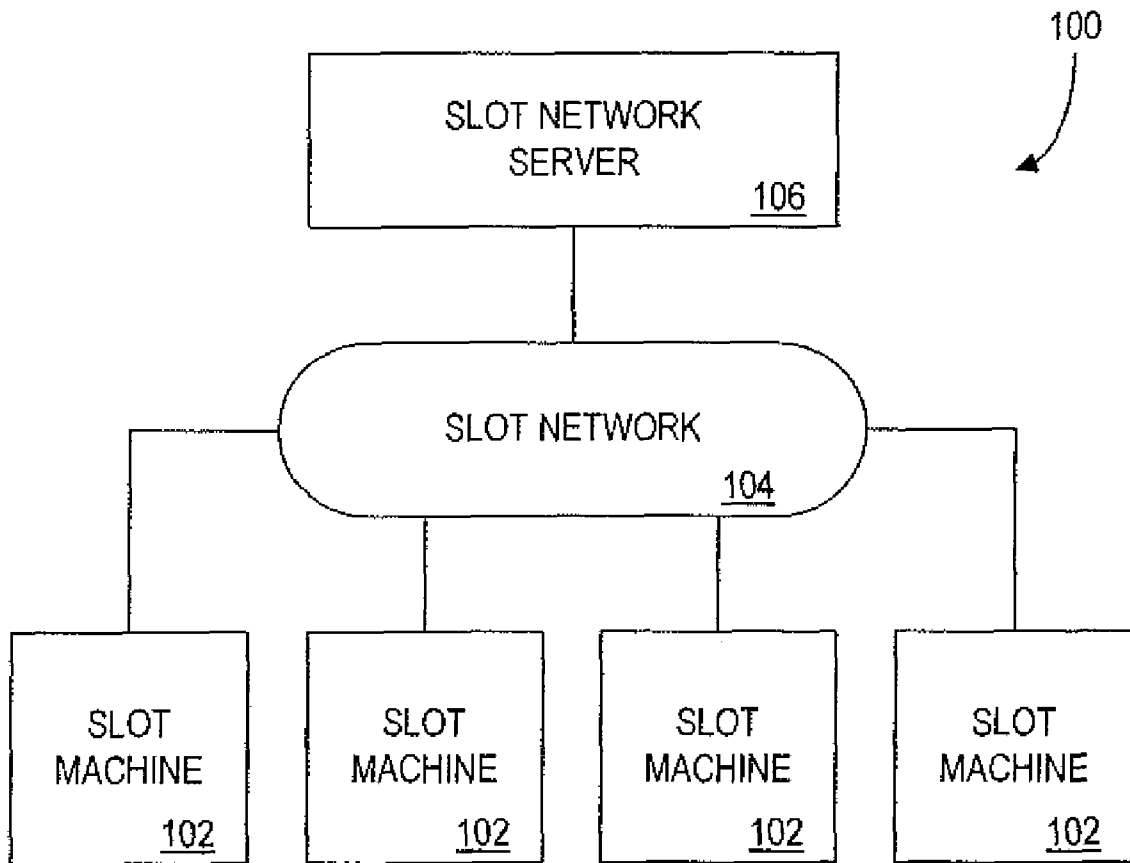 100
SLOT NETWORK
SERVER
106
SLOT NETWORK
104
SLOT
MACHINE
102
SLOT
MACHINE
102
SLOT
MACHINE
102
SLOT
MACHINE
102